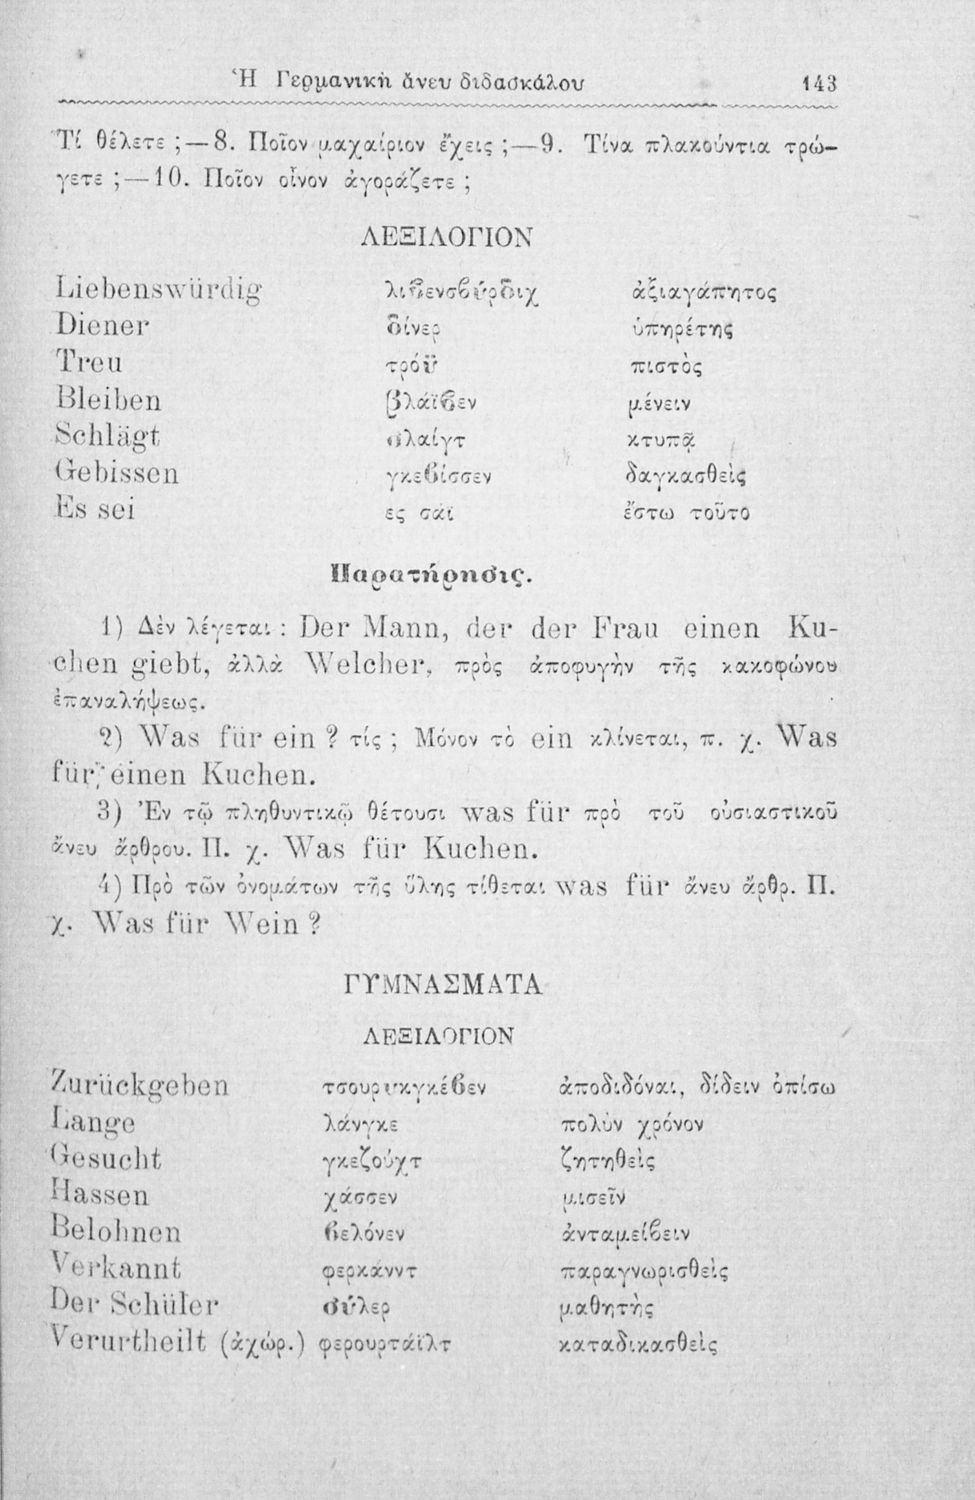 Ἡ Γερμανικὴ ἄνευ διδασκάλου 143
Τί θέλετε ; — 8. Ποῖον μαχαίριον ἔχεις ; — 9. Τίνα πλακούντια τρώ-
γετε ; — 10. Ποῖον οἶνον ἀγοράζετε ;
ΛΕΞΙΛΟΓΙΟΝ
Liebenswürdig λιβενσβύρδιχ ἀξιαγάπητος
Diener δίνερ ὑπηρέτης
Treu τρόϋ πιστὸς
Bleiben βλάϊβεν μένειν
Schlägt σλαίγτ κτυπᾷ
Gebissen γκεβίσσεν δαγκασθεὶς
Es sei ες σάϊ ἔστω τοῦτο
Παρατήρησις.
1) Δὲν λέγεται : Der Mann, der der Frau einen Ku-
chen giebt, ἀλλὰ Welcher, πρὸς ἀποφυγὴν τῆς κακοφώνου
ἐπαναλήψεως.
2) Was für ein ? τίς ; Μόνον τὸ ein κλίνεται, π. χ. Was
für einen Kuchen.
3) Ἐν τῷ πληθυντικῷ θέτουσι was für πρὸ τοῦ οὐσιαστικοῦ
ἄνευ ἄρθρου. Π. χ. Was für Kuchen.
4) Πρὸ τῶν ὀνομάτων τῆς ὕλης τίθεται was für ἄνευ ἄρθρ. Π.
χ. Was für Wein ?
ΓΥΜΝΑΣΜΑΤΑ
ΛΕΞΙΛΟΓΙΟΝ
Zurückgeben τσουρυκγκέβεν ἀποδιδόναι, δίδειν ὀπίσω
Lange λάνγκε πολὺν χρόνον
Gesucht γκεζούχτ ζητηθεὶς
Hassen χάσσεν μισεῖν
Belohnen βελόνεν ἀνταμείβειν
Verkannt φερκάννт παραγνωρισθεὶς
Der Schüler σύλερ μαθητὴς
Verurtheilt (ἀχώρ.) φερουρτάϊλτ καταδικασθεὶς